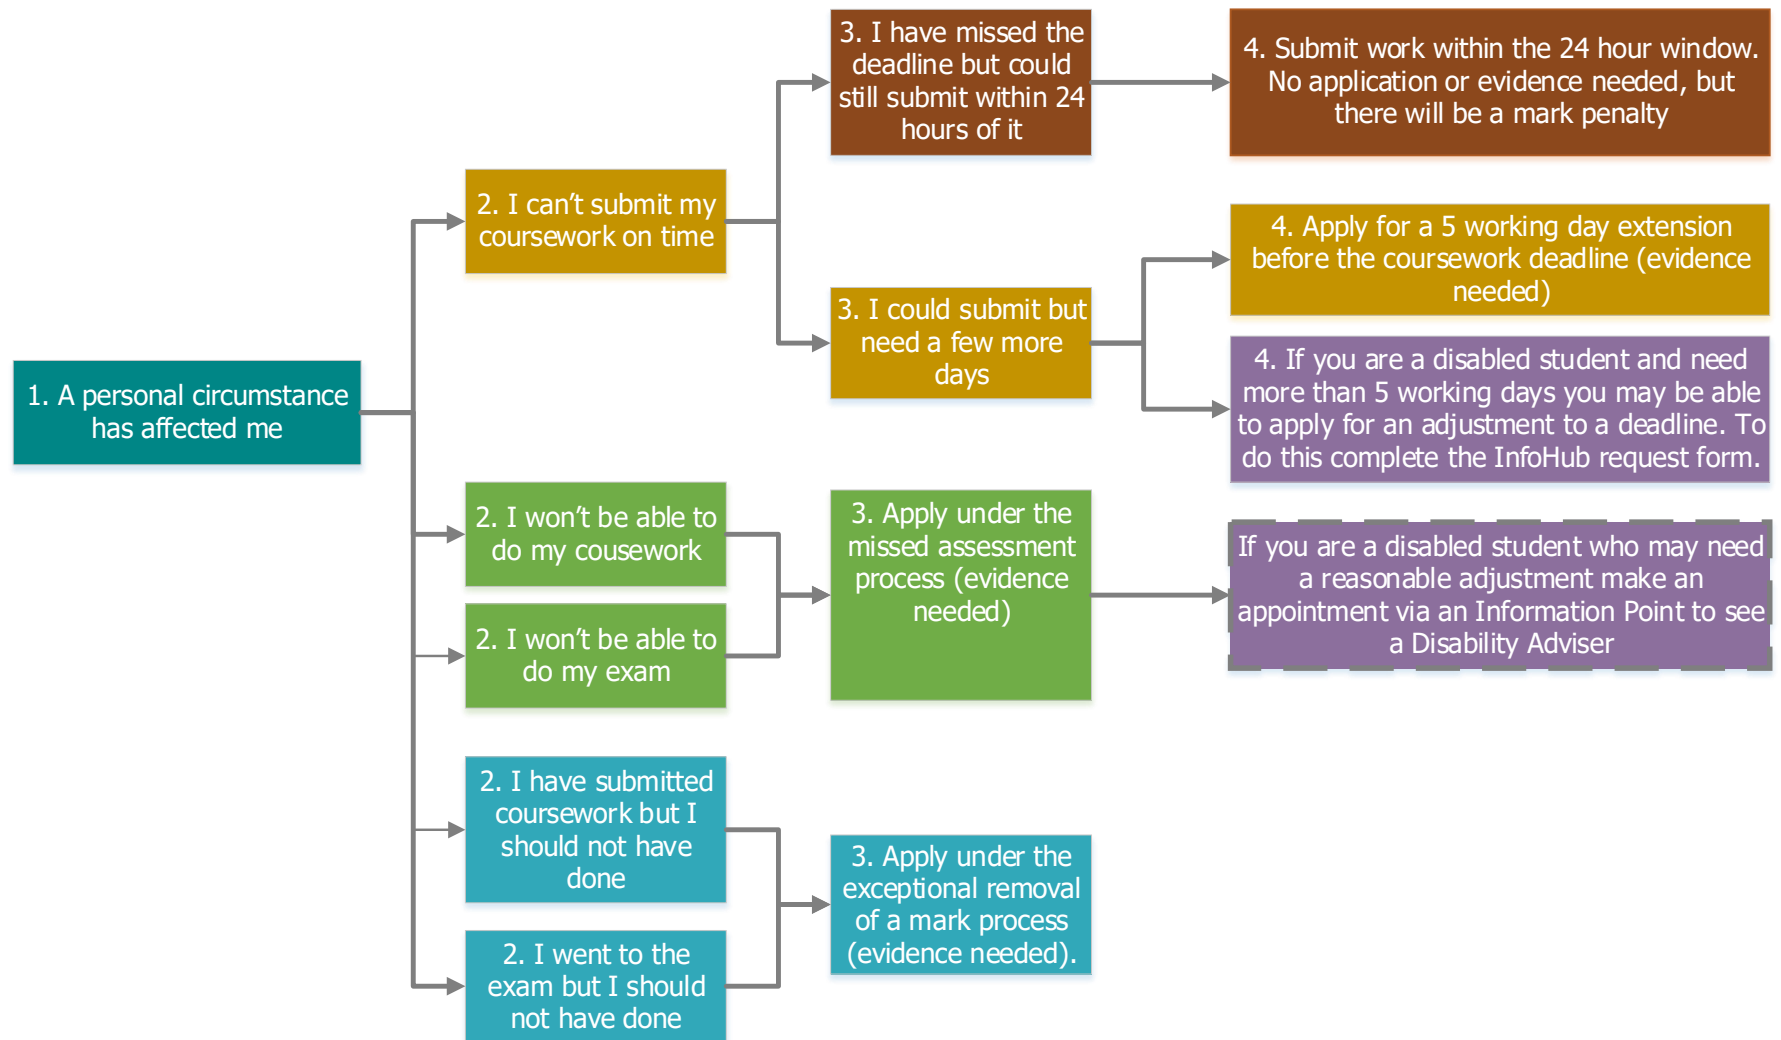 1. A personal circumstance
has affected me
2. I can’t submit my
coursework on time
3. I have missed the
deadline but could
still submit within 24
hours of it
4. Submit work within the 24 hour window.
No application or evidence needed, but
there will be a mark penalty
3. I could submit but
need a few more
days
4. Apply for a 5 working day extension
before the coursework deadline (evidence
needed)
4. If you are a disabled student and need
more than 5 working days you may be able
to apply for an adjustment to a deadline. To
do this complete the InfoHub request form.
2. I won’t be able to
do my cousework
2. I won’t be able to
do my exam
3. Apply under the
missed assessment
process (evidence
needed)
If you are a disabled student who may need
a reasonable adjustment make an
appointment via an Information Point to see
a Disability Adviser
2. I have submitted
coursework but I
should not have
done
2. I went to the
exam but I should
not have done
3. Apply under the
exceptional removal
of a mark process
(evidence needed).